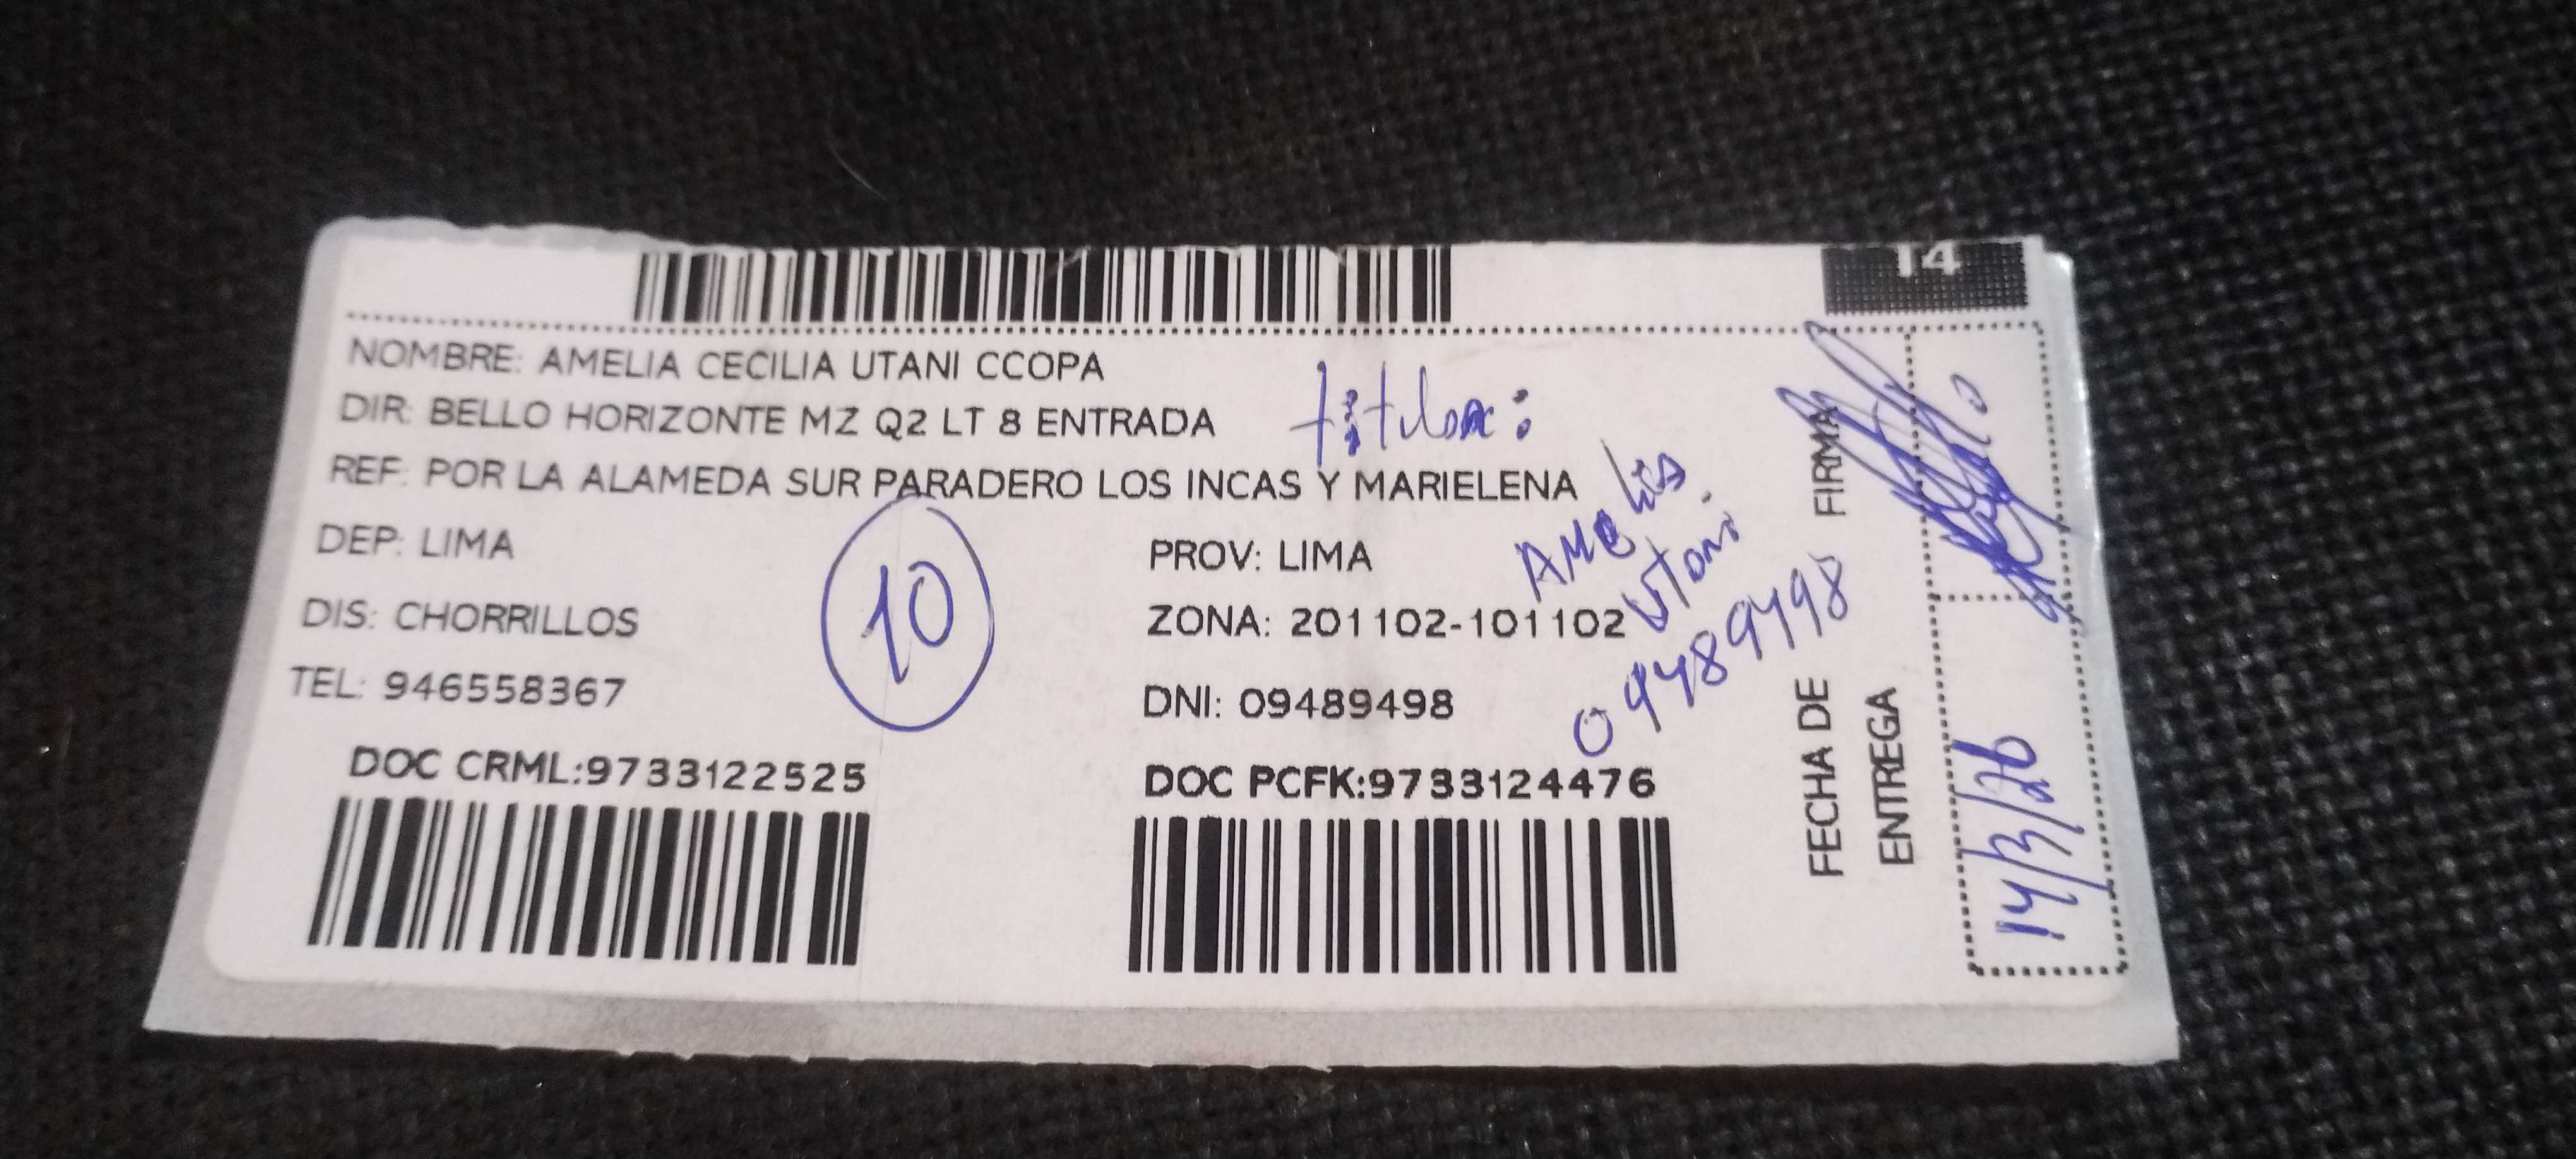 14
NOMBRE: AMELIA CECILIA UTANI CCOPA
DIR: BELLO HORIZONTE MZ Q2 LT 8 ENTRADA
titular:
REF: POR LA ALAMEDA SUR PARADERO LOS INCAS Y MARIELENA
DEP: LIMA
PROV: LIMA
DIS: CHORRILLOS
ZONA: 201102-101102
TEL: 946558367
DNI: 09489498
10
Amelia
Utani
09489498
DOC CRML:9733122525
DOC PCFK:9733124476
FIRMA
FECHA DE
ENTREGA
14/3/26